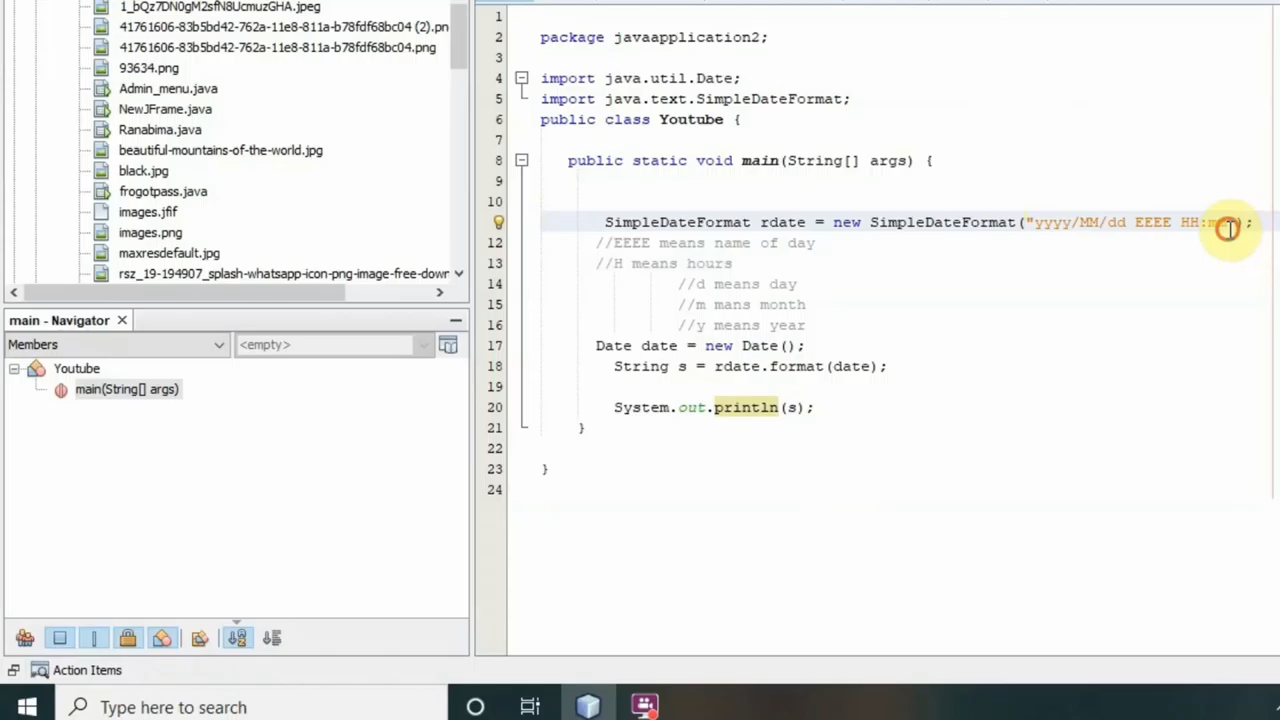 1_bQz7DN0gM2sfN8UcmuzGHA.jpeg
41761606-83b5bd42-762a-11e8-811a-b78fdf68bc04 (2).pn
41761606-83b5bd42-762a-11e8-811a-b78fdf68bc04.png
93634.png
Admin_menu.java
NewJFrame.java
Ranabima.java
beautiful-mountains-of-the-world.jpg
black.jpg
frogotpass.java
images.jfif
images.png
maxresdefault.jpg
rsz_19-194907_splash-whatsapp-icon-png-image-free-down
main - Navigator
Members
<empty>
Youtube
main(String[] args)
Action Items
Type here to search
1
2 package javaapplication2;
3
4 import java.util.Date;
5 import java.text.SimpleDateFormat;
6 public class Youtube {
7
8 public static void main(String[] args) {
9
10
SimpleDateFormat rdate = new SimpleDateFormat("yyyy/MM/dd EEEE
12 //EEEE means name of day
13 //H means hours
14 //d means day
15 //m mans month
16 //y means year
17 Date date = new Date();
18 String s = rdate.format(date);
19
20 System.out.println(s);
21 }
22
23 }
24